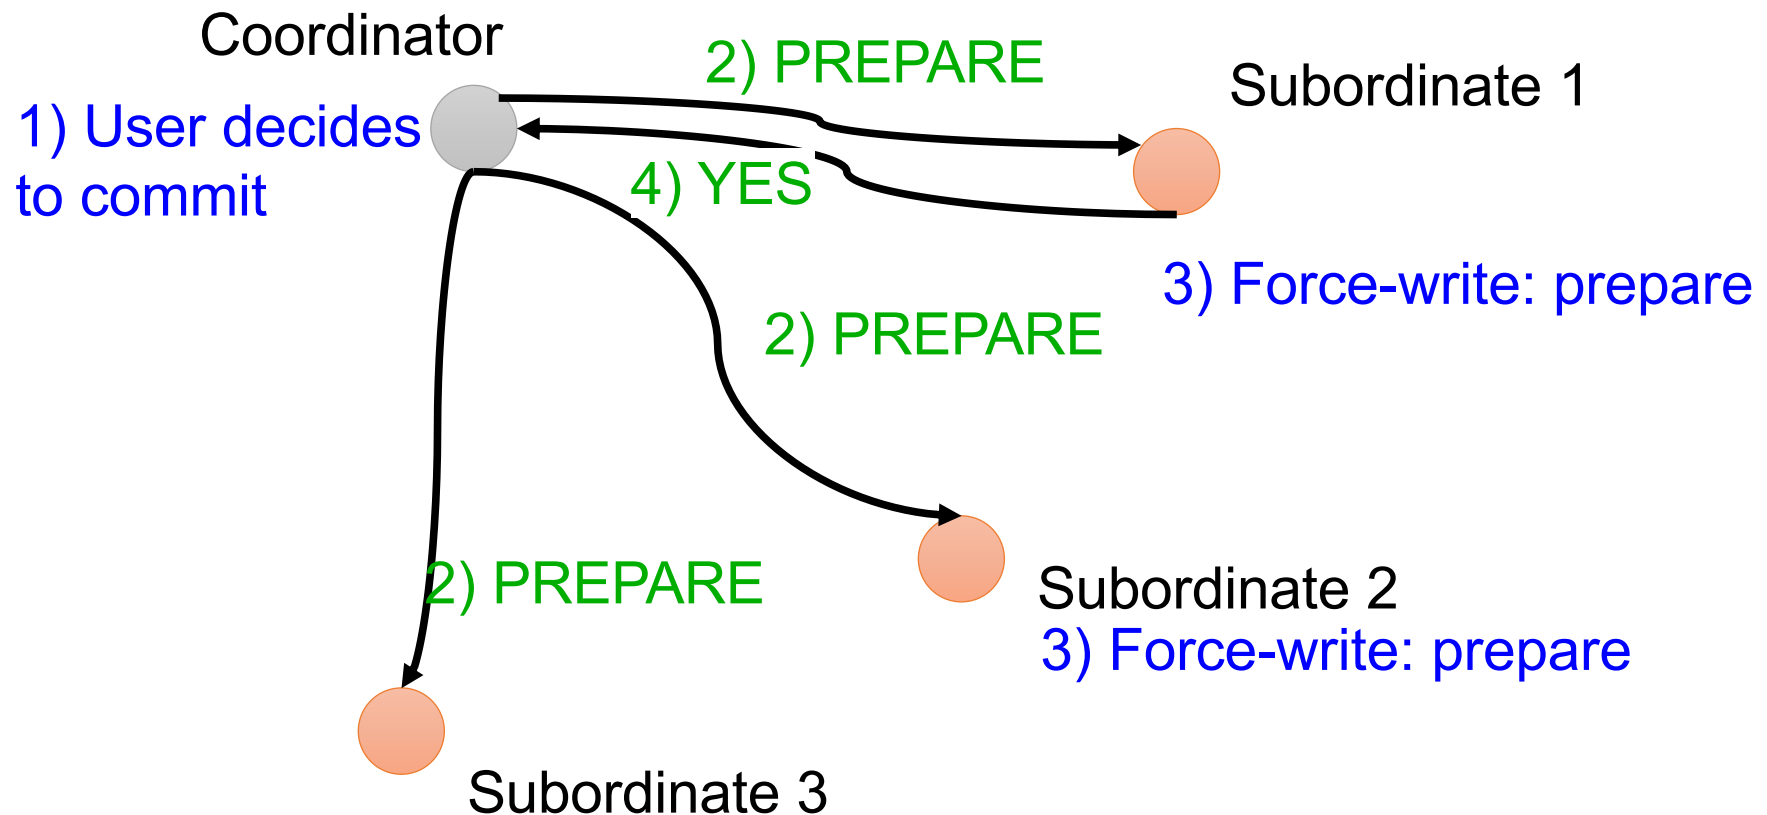 Coordinator
2) PREPARE
Subordinate 1
1) User decides
to commit
4) YES
3) Force-write: prepare
2) PREPARE
2) PREPARE
Subordinate 2
3) Force-write: prepare
Subordinate 3